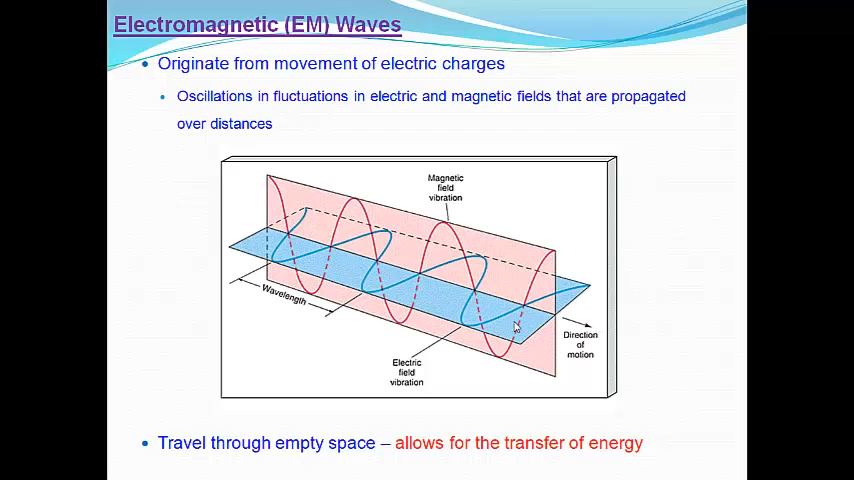 Electromagnetic (EM) Waves
Originate from movement of electric charges
Oscillations in fluctuations in electric and magnetic fields that are propagated
over distances
Magnetic
field
vibration
Wavelength
Direction
of
motion
Electric
field
vibration
Travel through empty space – allows for the transfer of energy